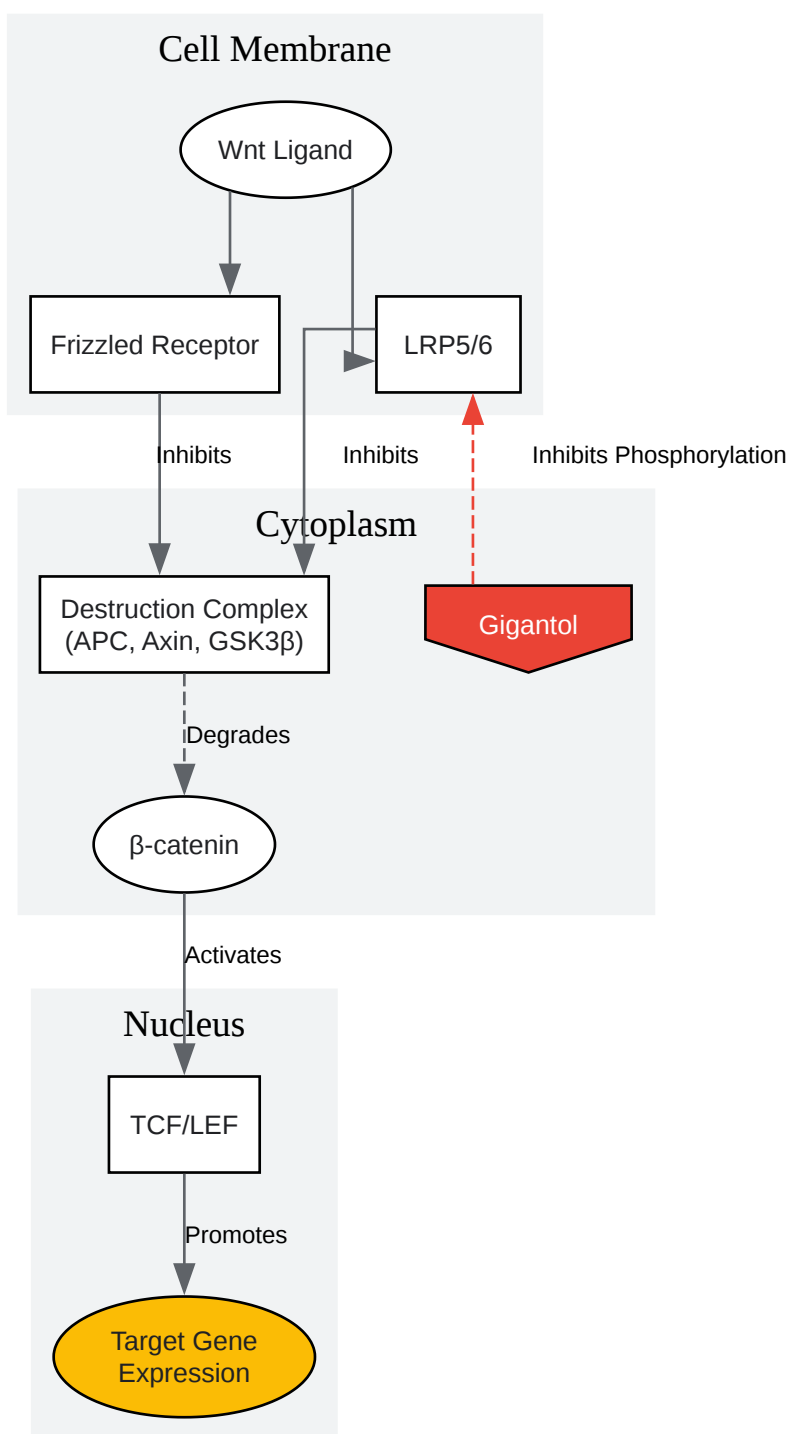 Cell Membrane
Wnt Ligand
Frizzled Receptor
LRP5/6
Inhibits
Inhibits
Inhibits Phosphorylation
Cytoplasm
Destruction Complex
(APC, Axin, GSK3β)
Gigantol
Degrades
β-catenin
Activates
Nucleus
TCF/LEF
Promotes
Target Gene
Expression